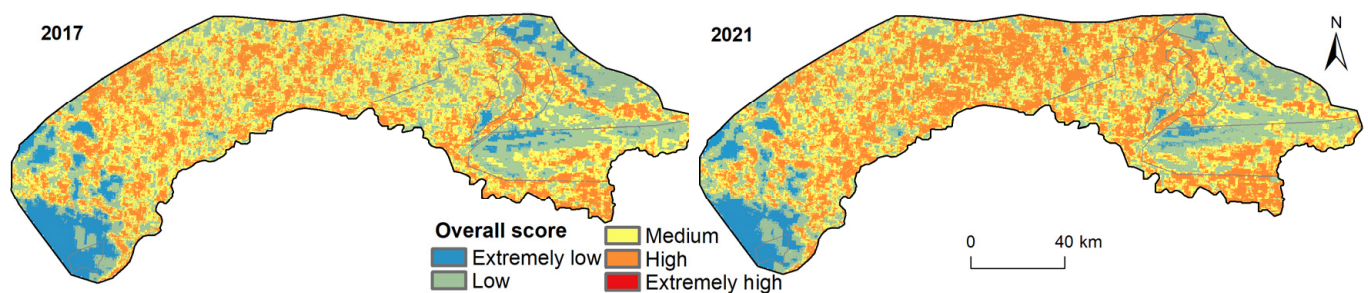 2017
2021
N
Overall score
Extremely low
Low
Medium
High
Extremely high
0 40 km